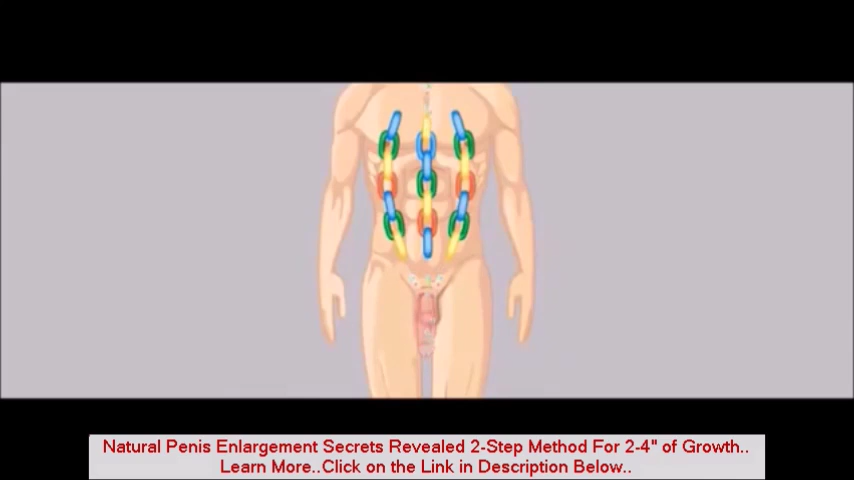 Natural Penis Enlargement Secrets Revealed 2-Step Method For 2-4" of Growth..
Learn More..Click on the Link in Description Below..